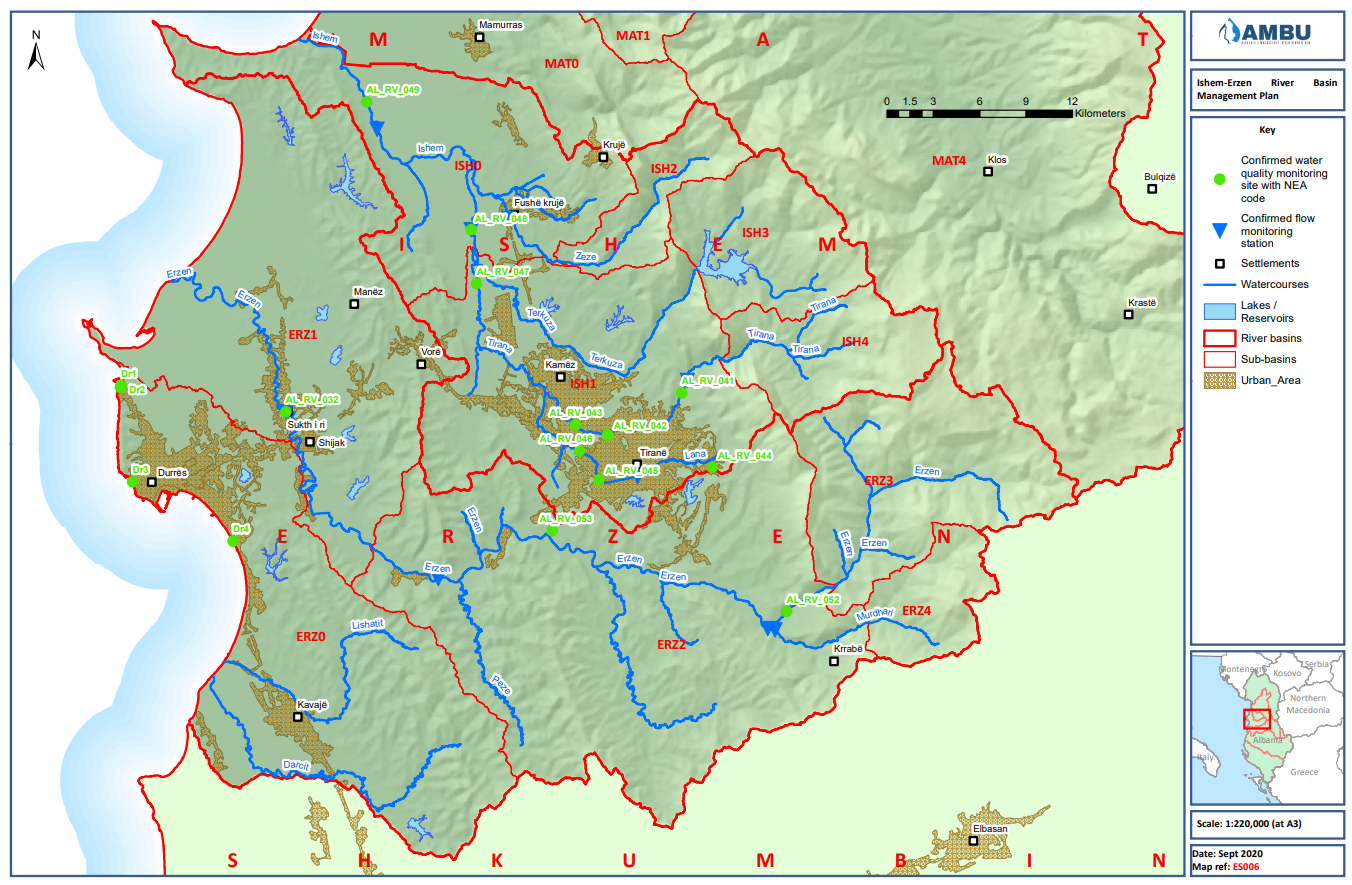 N
Ishem
M
Mamurras
MAT1
A
T
MAT0
AL_RV_049
0 1.5 3 6 9 12
Kilometers
Ishem
ISH0
Krujë
ISH2
MAT4
Klos
Bulqizë
Fushë krujë
AL_RV_048
I
S
H
E
M
ISH3
Zeze
Erzen
AL_RV_047
Erzen
Manëz
Krastë
Terkuza
Tirana
ERZ1
Tirana
Tirana
Tirana
ISH4
Vorë
Terkuza
Kamëz
ISH1
Dr1
Dr2
AL_RV_041
AL_RV_032
AL_RV_043
Sukth i ri
AL_RV_042
Shijak
AL_RV_046
Tiranë
Lana
AL_RV_044
Dr3
Durrës
AL_RV_045
Erzen
ERZ3
Erzen
AL_RV_053
Dr4
E
R
Z
E
N
Erzen
Erzen
Erzen
Erzen
Erzen
AL_RV_052
Murdhari
ERZ4
Lishatit
ERZ0
ERZ2
Krrabë
Peze
Kavajë
Darcit
Elbasan
S
H
K
U
M
B
I
N
AMBU
Ishem-Erzen River Basin
Management Plan
Key
Confirmed water
quality monitoring
site with NEA
code
Confirmed flow
monitoring
station
Settlements
Watercourses
Lakes /
Reservoirs
River basins
Sub-basins
Urban_Area
Montenegro
Kosovo
Serbia
Northern
Macedonia
Albania
Italy
Greece
Scale: 1:220,000 (at A3)
Date: Sept 2020
Map ref: ES006